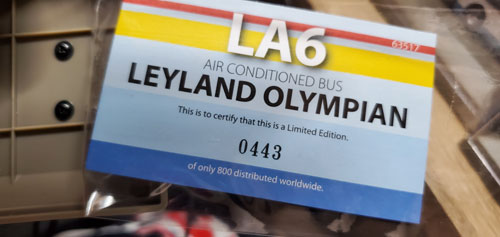 LA6
63517
AIR CONDITIONED BUS
LEYLAND OLYMPIAN
This is to certify that this is a Limited Edition.
0443
of only 800 distributed worldwide.